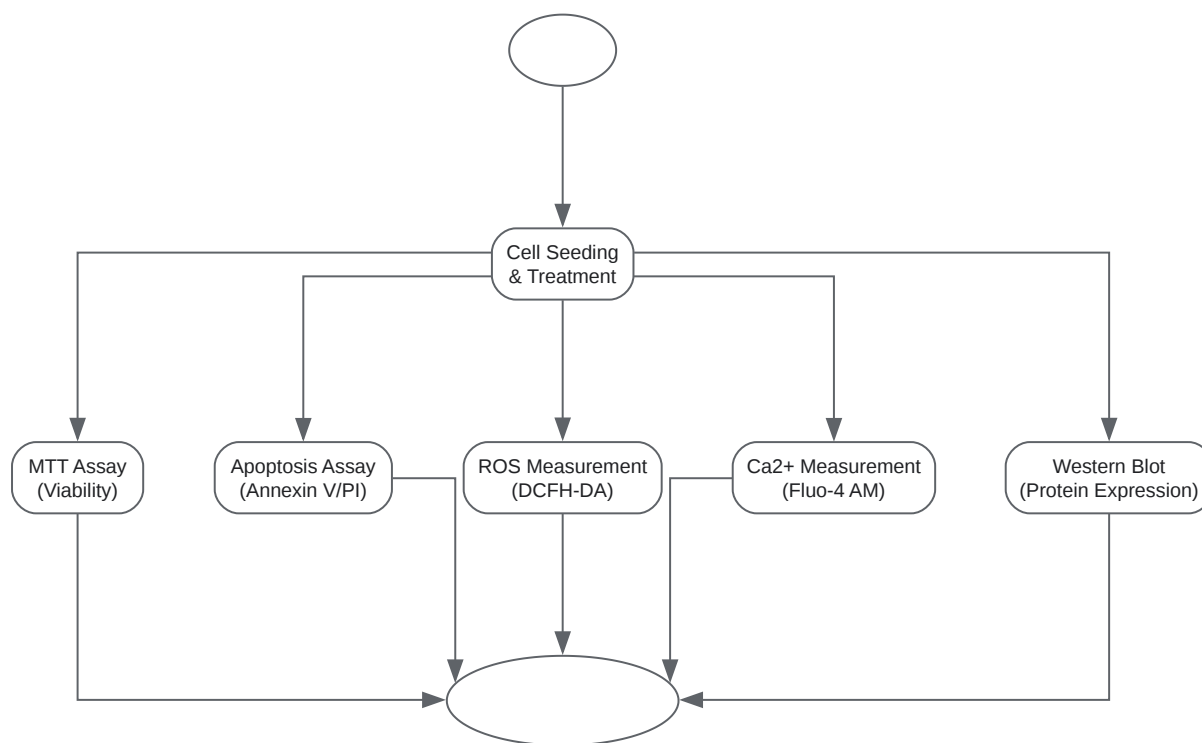 Cell Seeding
& Treatment
MTT Assay
(Viability)
Apoptosis Assay
(Annexin V/PI)
ROS Measurement
(DCFH-DA)
Ca2+ Measurement
(Fluo-4 AM)
Western Blot
(Protein Expression)